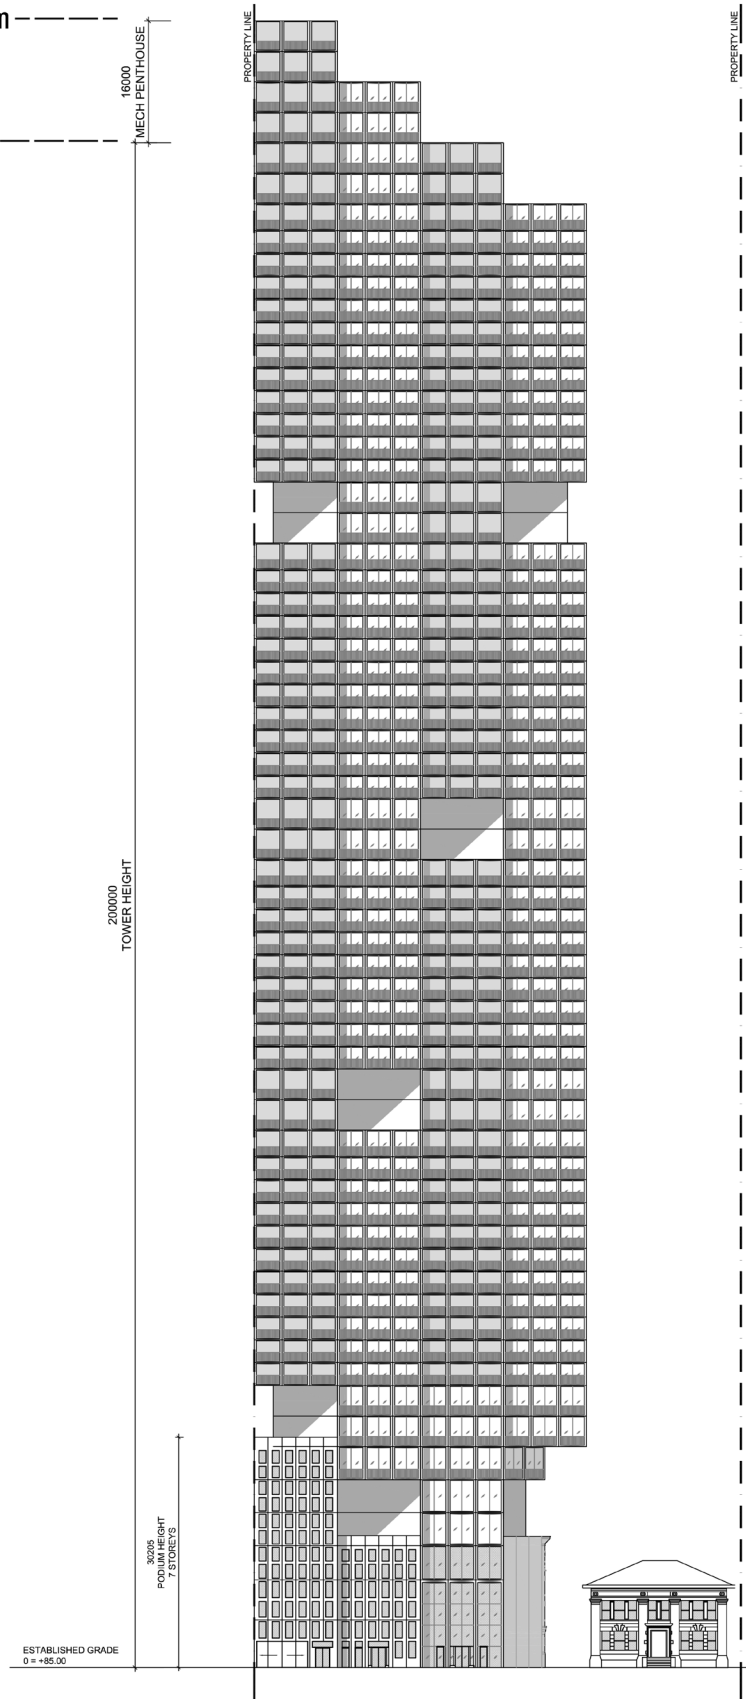 m
PROPERTY LINE
PROPERTY LINE
16000
MECH PENTHOUSE
200000
TOWER HEIGHT
30205
PODIUM HEIGHT
7 STOREYS
ESTABLISHED GRADE
0 = +85.00